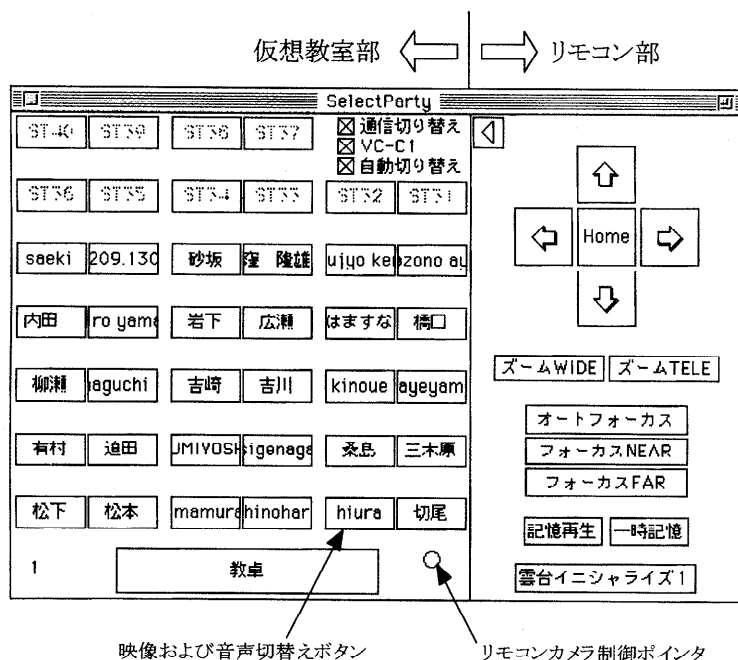 仮想教室部 リモコン部
SelectParty
ST40 ST39 ST38 ST37
通信切り替え
VC-C1
自動切り替え
ST36 ST35 ST34 ST33 ST32 ST31
Home
saeki 209.130 砂坂 窪 隆雄 ujyo kei ozono ay
内田 ro yama 岩下 広瀬 はますな 橋口
ズームWIDE ズームTELE
柳瀬 aguchi 吉崎 吉川 kinoue ayeyam
オートフォーカス
有村 迫田 UMIYOSH igenaga 桑島 三木原
フォーカスNEAR
フォーカスFAR
松下 松本 mamura hinohar hiura 切尾
記憶再生 一時記憶
1 教卓
雲台イニシャライズ1
映像および音声切替えボタン リモコンカメラ制御ポインタ